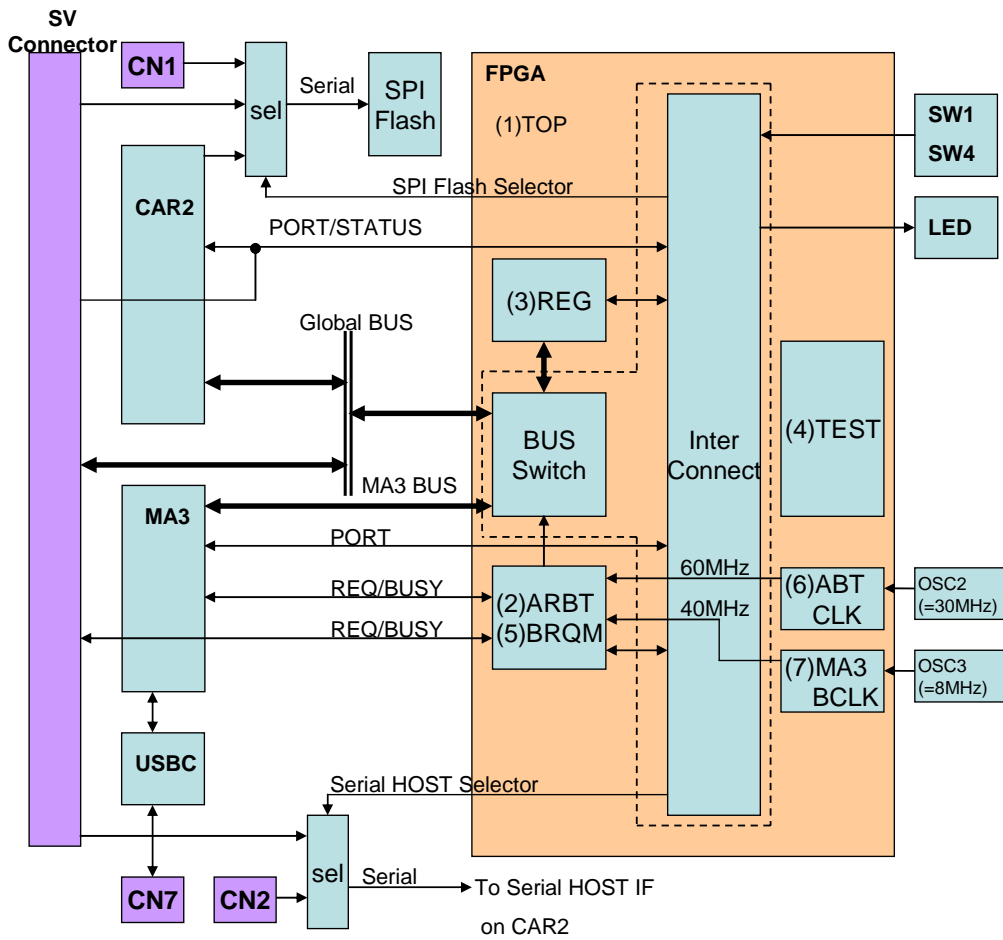 SV
Connector
CN1
sel
Serial
SPI
Flash
FPGA
(1)TOP
SW1
SW4
SPI Flash Selector
CAR2
PORT/STATUS
LED
(3)REG
Global BUS
BUS
Switch
Inter
Connect
(4)TEST
MA3 BUS
MA3
PORT
60MHz
REQ/BUSY
(2)ARBT
(5)BRQM
40MHz
(6)ABT
CLK
OSC2
(=30MHz)
REQ/BUSY
(7)MA3
BCLK
OSC3
(=8MHz)
USBC
Serial HOST Selector
sel
CN7
CN2
Serial
To Serial HOST IF
on CAR2